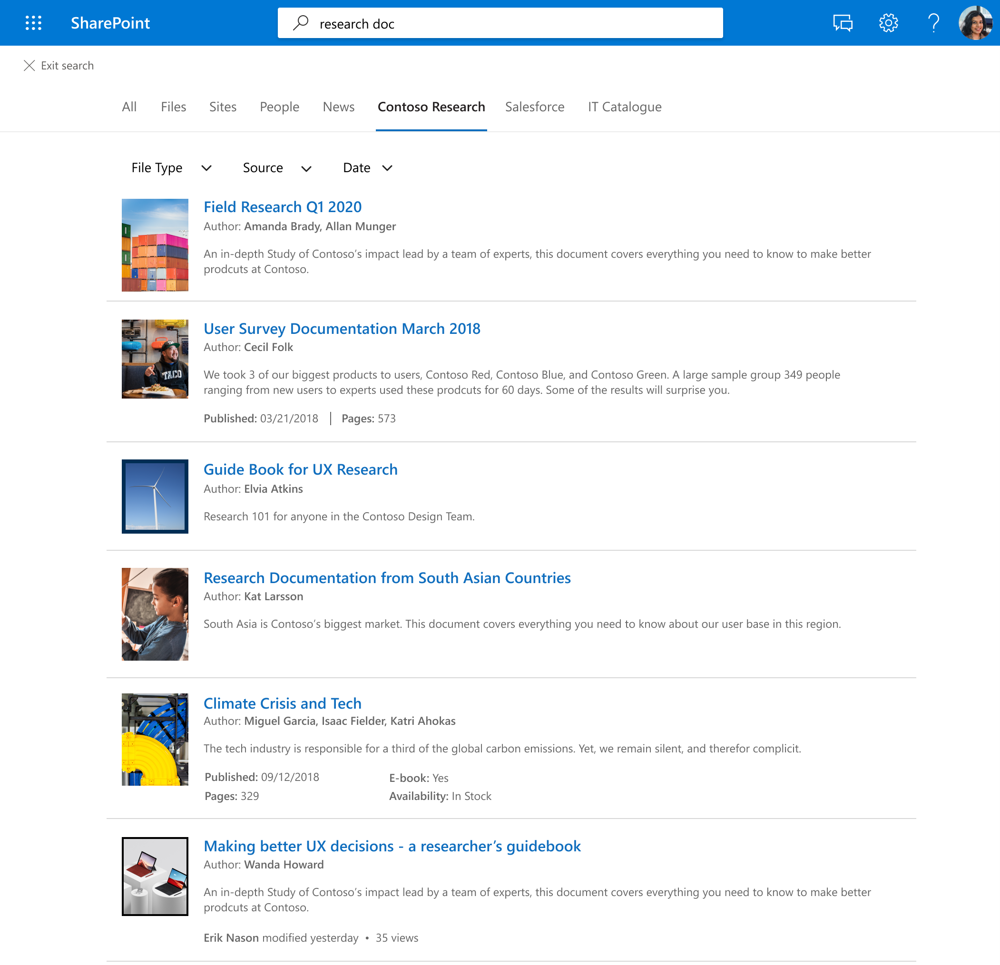 SharePoint
research doc
Exit search
All Files Sites People News Contoso Research Salesforce IT Catalogue
File Type Source Date
Field Research Q1 2020
Author: Amanda Brady, Allan Munger
An in-depth Study of Contoso’s impact lead by a team of experts, this document covers everything you need to know to make better
prodcuts at Contoso.
User Survey Documentation March 2018
Author: Cecil Folk
TACO
We took 3 of our biggest products to users, Contoso Red, Contoso Blue, and Contoso Green. A large sample group 349 people
ranging from new users to experts used these prodcuts for 60 days. Some of the results will surprise you.
Published: 03/21/2018 | Pages: 573
Guide Book for UX Research
Author: Elvia Atkins
Research 101 for anyone in the Contoso Design Team.
Research Documentation from South Asian Countries
Author: Kat Larsson
South Asia is Contoso’s biggest market. This document covers everything you need to know about our user base in this region.
Climate Crisis and Tech
Author: Miguel Garcia, Isaac Fielder, Katri Ahokas
The tech industry is responsible for a third of the global carbon emissions. Yet, we remain silent, and therefor complicit.
Published: 09/12/2018 E-book: Yes
Pages: 329 Availability: In Stock
Making better UX decisions - a researcher’s guidebook
Author: Wanda Howard
An in-depth Study of Contoso’s impact lead by a team of experts, this document covers everything you need to know to make better
prodcuts at Contoso.
Erik Nason modified yesterday • 35 views